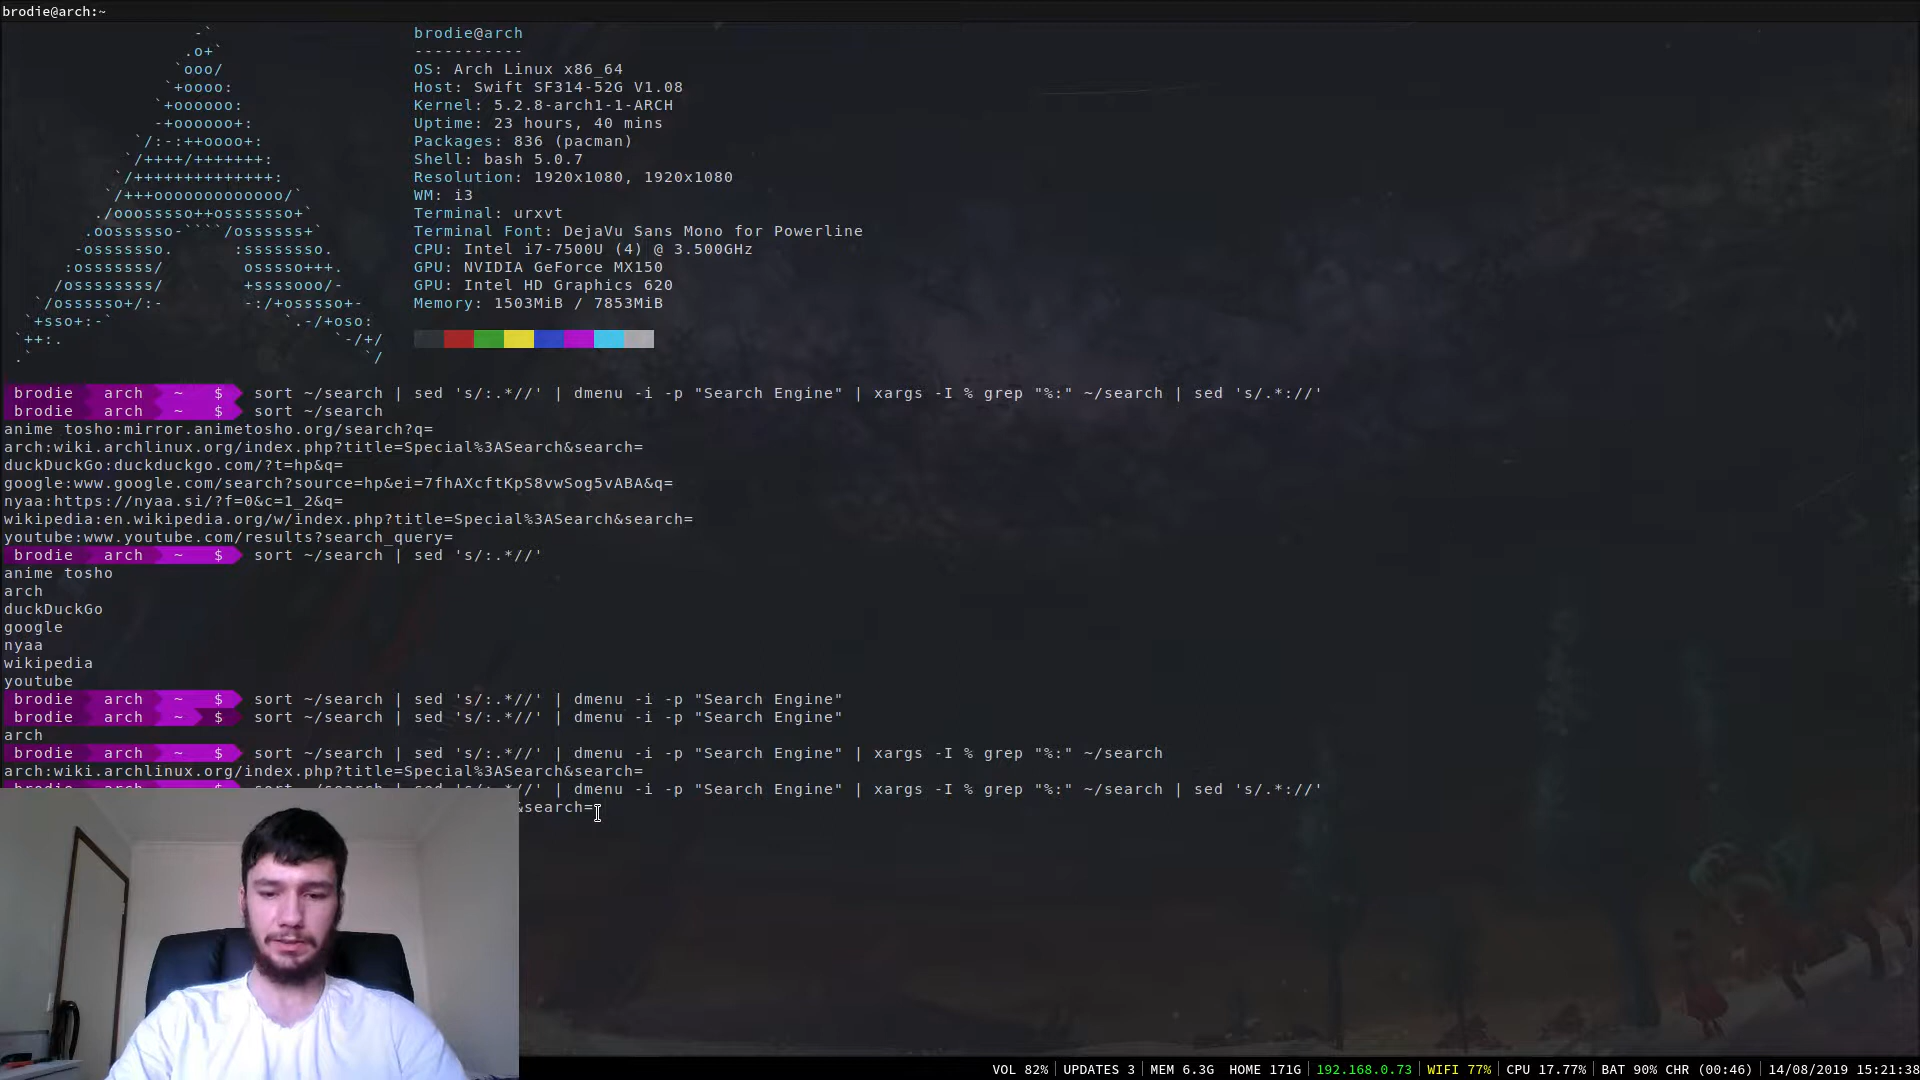 brodie@arch:~
brodie@arch
-----------
OS: Arch Linux x86_64
Host: Swift SF314-52G V1.08
Kernel: 5.2.8-arch1-1-ARCH
Uptime: 23 hours, 40 mins
Packages: 836 (pacman)
Shell: bash 5.0.7
Resolution: 1920x1080, 1920x1080
WM: i3
Terminal: urxvt
Terminal Font: DejaVu Sans Mono for Powerline
CPU: Intel i7-7500U (4) @ 3.500GHz
GPU: NVIDIA GeForce MX150
GPU: Intel HD Graphics 620
Memory: 1503MiB / 7853MiB
brodie arch ~ $ sort ~/search | sed 's/:.*//' | dmenu -i -p "Search Engine" | xargs -I % grep "%:" ~/search | sed 's/.*://'
brodie arch ~ $ sort ~/search
anime tosho:mirror.animetosho.org/search?q=
arch:wiki.archlinux.org/index.php?title=Special%3ASearch&search=
duckDuckGo:duckduckgo.com/?t=hp&q=
google:www.google.com/search?source=hp&ei=7fhAXcftKpS8vwSog5vABA&q=
nyaa:https://nyaa.si/?f=0&c=1_2&q=
wikipedia:en.wikipedia.org/w/index.php?title=Special%3ASearch&search=
youtube:www.youtube.com/results?search_query=
brodie arch ~ $ sort ~/search | sed 's/:.*//'
anime tosho
arch
duckDuckGo
google
nyaa
wikipedia
youtube
brodie arch ~ $ sort ~/search | sed 's/:.*//' | dmenu -i -p "Search Engine"
brodie arch ~ $ sort ~/search | sed 's/:.*//' | dmenu -i -p "Search Engine"
arch
brodie arch ~ $ sort ~/search | sed 's/:.*//' | dmenu -i -p "Search Engine" | xargs -I % grep "%:" ~/search
arch:wiki.archlinux.org/index.php?title=Special%3ASearch&search=
| dmenu -i -p "Search Engine" | xargs -I % grep "%:" ~/search | sed 's/.*://'
&search=
VOL 82% UPDATES 3 MEM 6.3G HOME 171G 192.168.0.73 WIFI 77% CPU 17.77% BAT 90% CHR (00:46) 14/08/2019 15:21:38